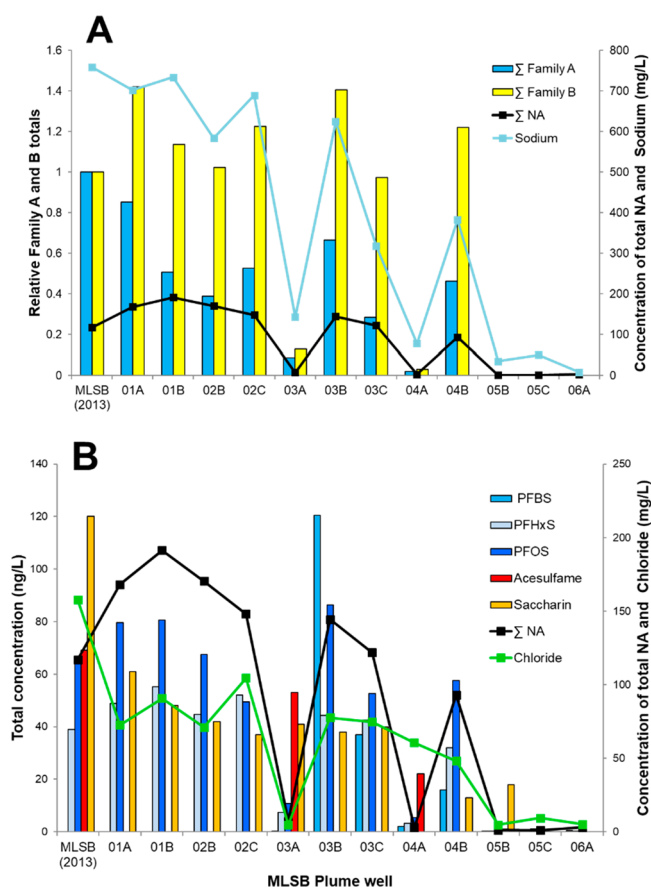 A
1.6
1.4
1.2
1
0.8
0.6
0.4
0.2
0
Relative Family A and B totals
800
700
600
500
400
300
200
100
0
Concentration of total NA and Sodium (mg/L)
∑ Family A
∑ Family B
∑ NA
Sodium
MLSB 01A 01B 02B 02C 03A 03B 03C 04A 04B 05B 05C 06A
(2013)
B
140
120
100
80
60
40
20
0
Total concentration (ng/L)
250
200
150
100
50
0
Concentration of total NA and Chloride (mg/L)
PFBS
PFHxS
PFOS
Acesulfame
Saccharin
∑ NA
Chloride
MLSB 01A 01B 02B 02C 03A 03B 03C 04A 04B 05B 05C 06A
(2013)
MLSB Plume well